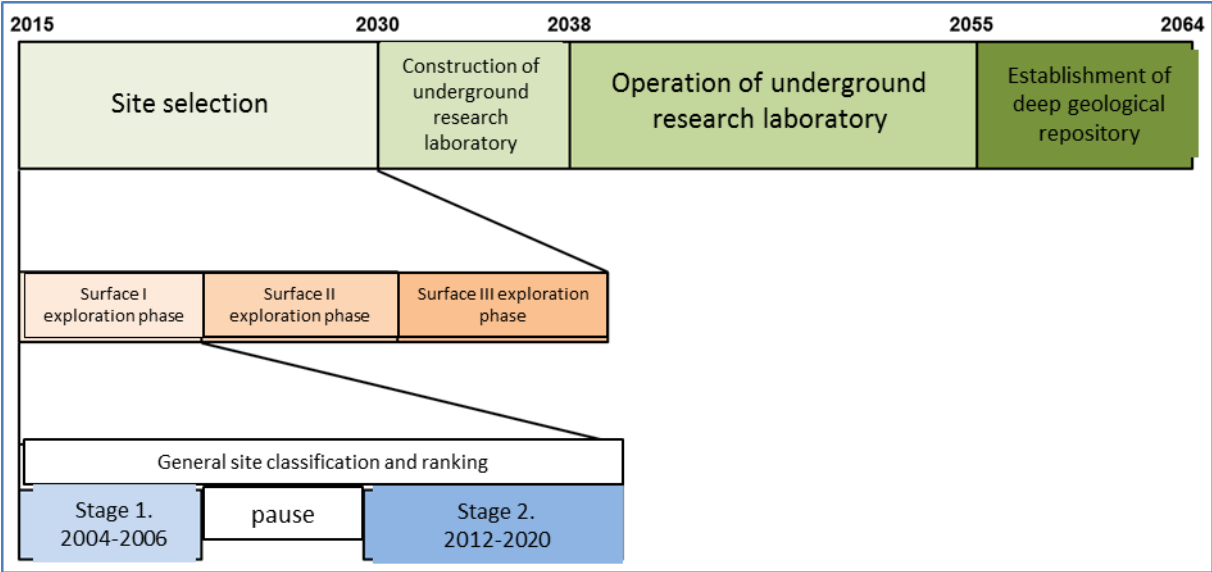 2015 2030 2038 2055 2064
Site selection
Construction of
underground
research
laboratory
Operation of underground
research laboratory
Establishment of
deep geological
repository
Surface I
exploration phase
Surface II
exploration phase
Surface III exploration
phase
General site classification and ranking
Stage 1.
2004-2006
pause
Stage 2.
2012-2020